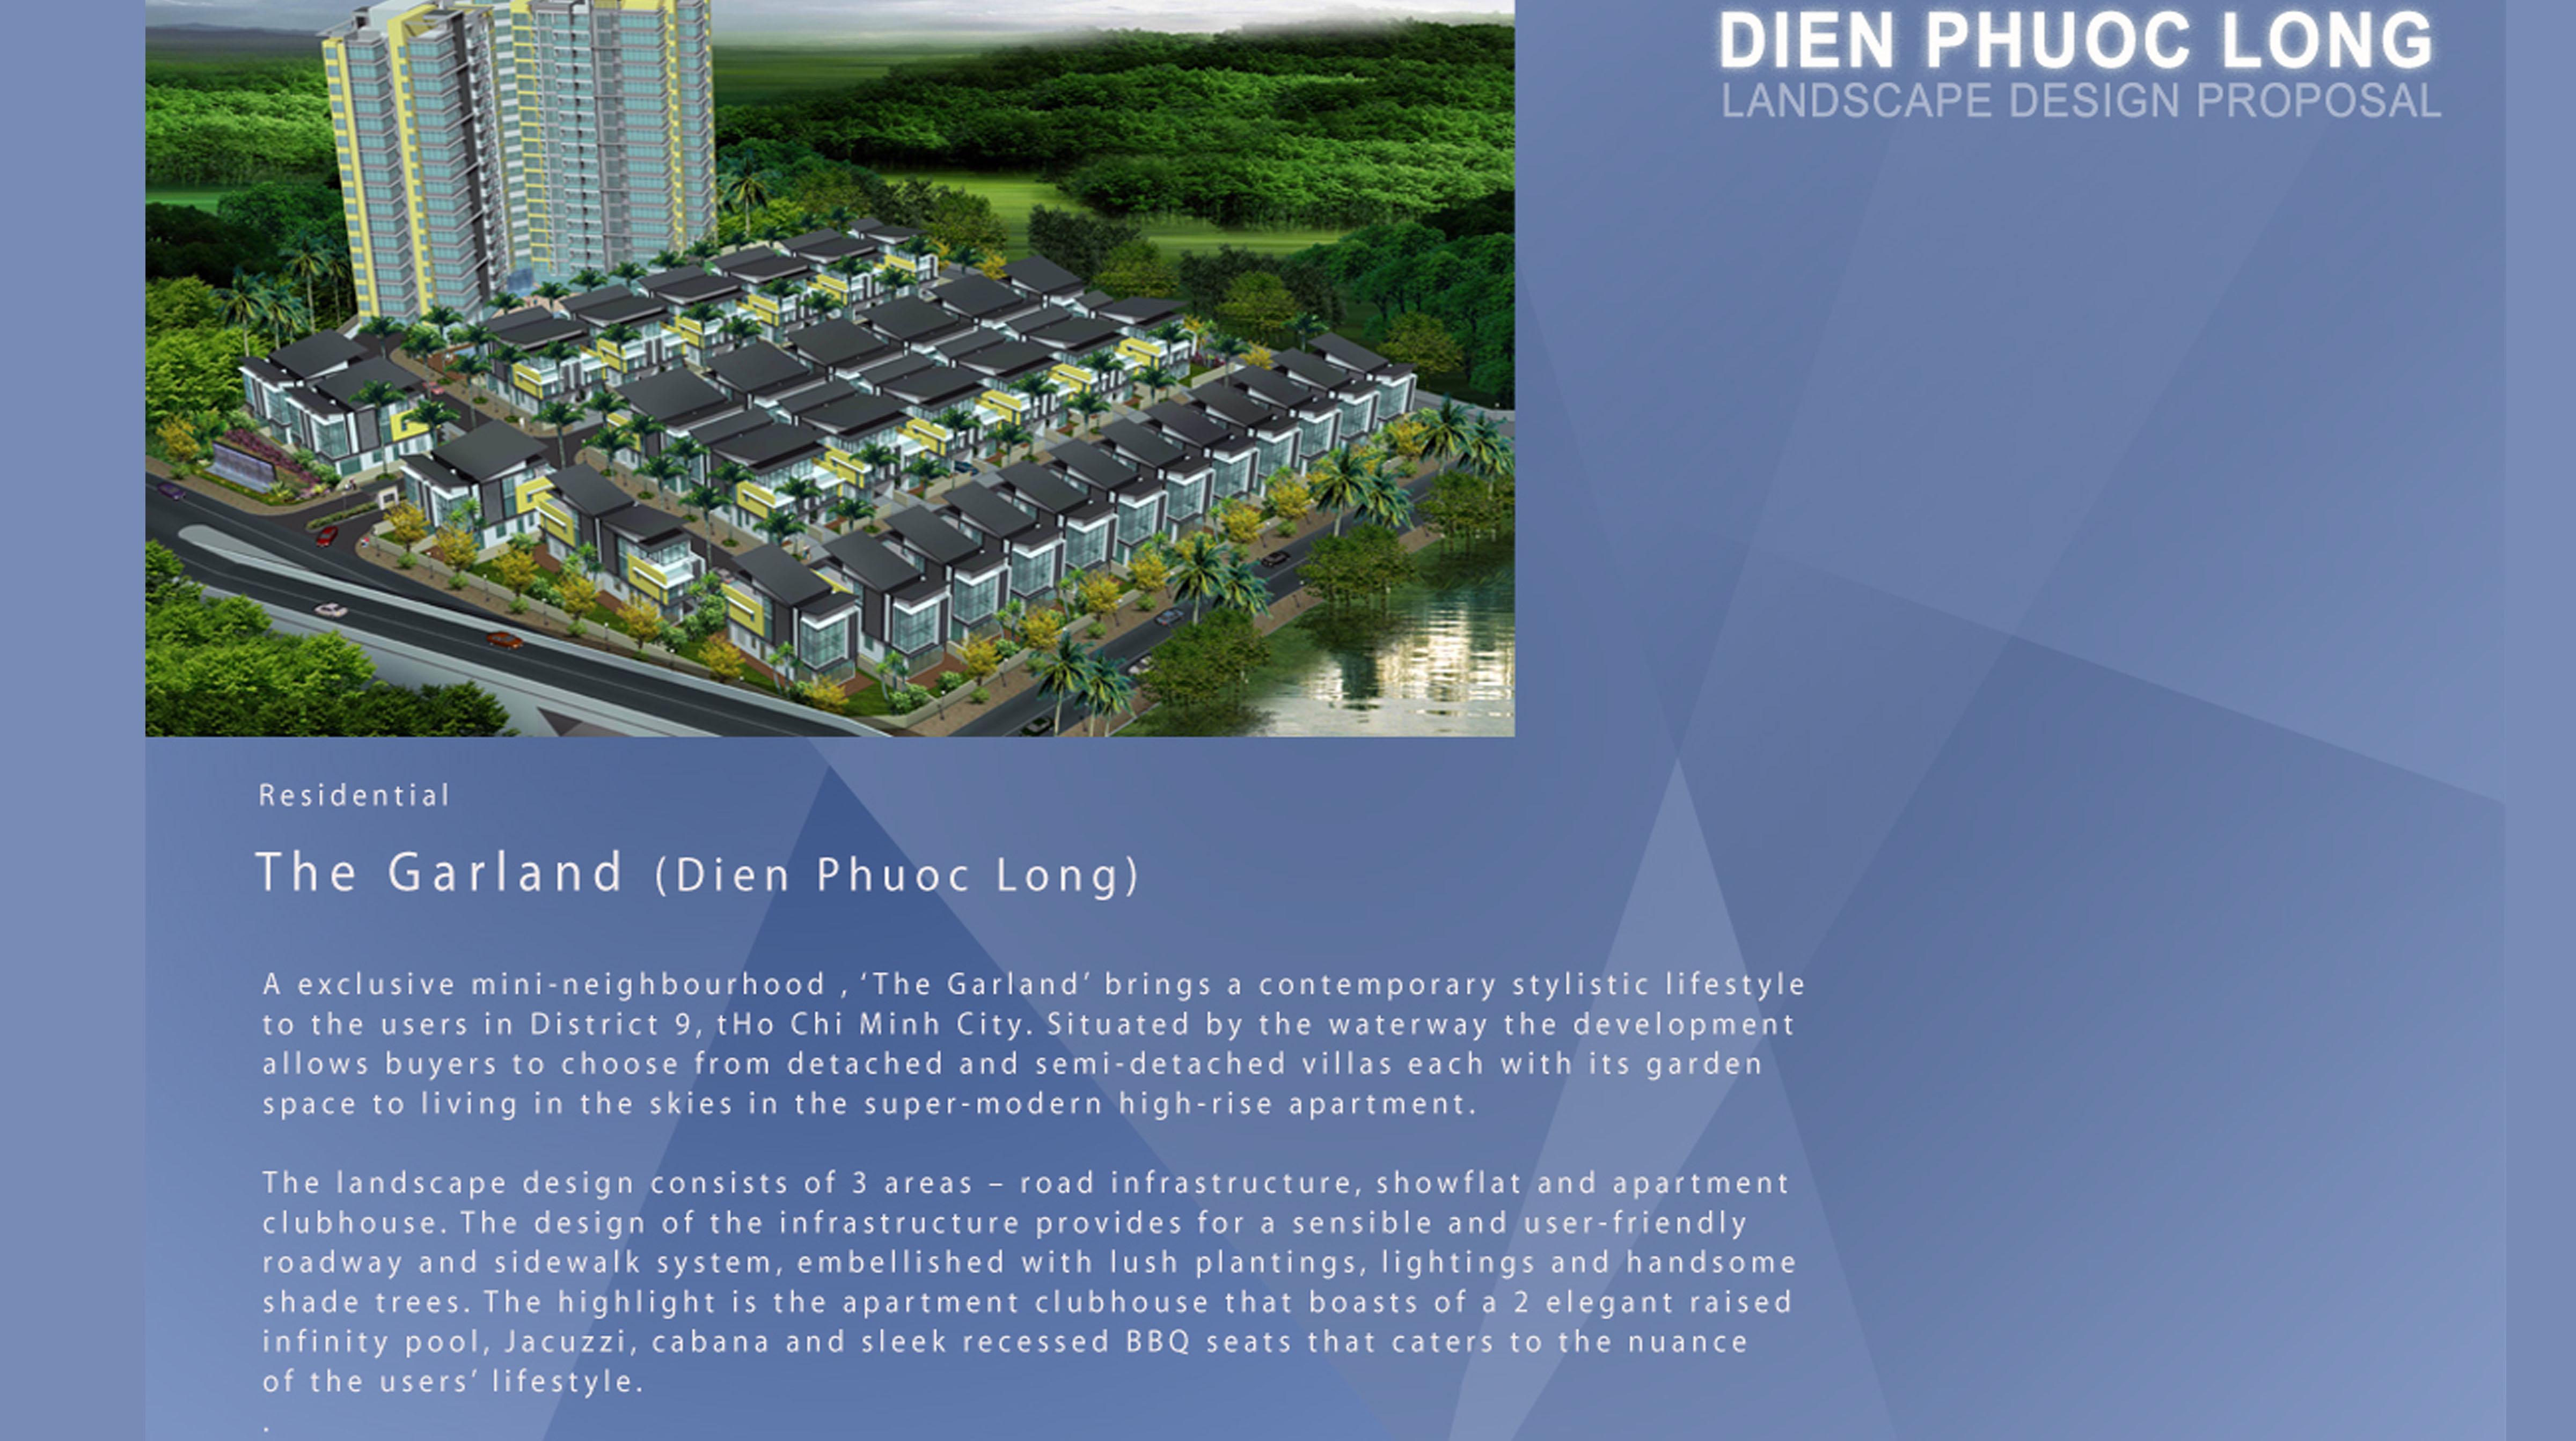 DIEN PHUOC LONG
LANDSCAPE DESIGN PROPOSAL
Residential
The Garland (Dien Phuoc Long)
A exclusive mini-neighbourhood , ‘The Garland’ brings a contemporary stylistic lifestyle
to the users in District 9, tHo Chi Minh City. Situated by the waterway the development
allows buyers to choose from detached and semi-detached villas each with its garden
space to living in the skies in the super-modern high-rise apartment.
The landscape design consists of 3 areas – road infrastructure, showflat and apartment
clubhouse. The design of the infrastructure provides for a sensible and user-friendly
roadway and sidewalk system, embellished with lush plantings, lightings and handsome
shade trees. The highlight is the apartment clubhouse that boasts of a 2 elegant raised
infinity pool, Jacuzzi, cabana and sleek recessed BBQ seats that caters to the nuance
of the users’ lifestyle.
.